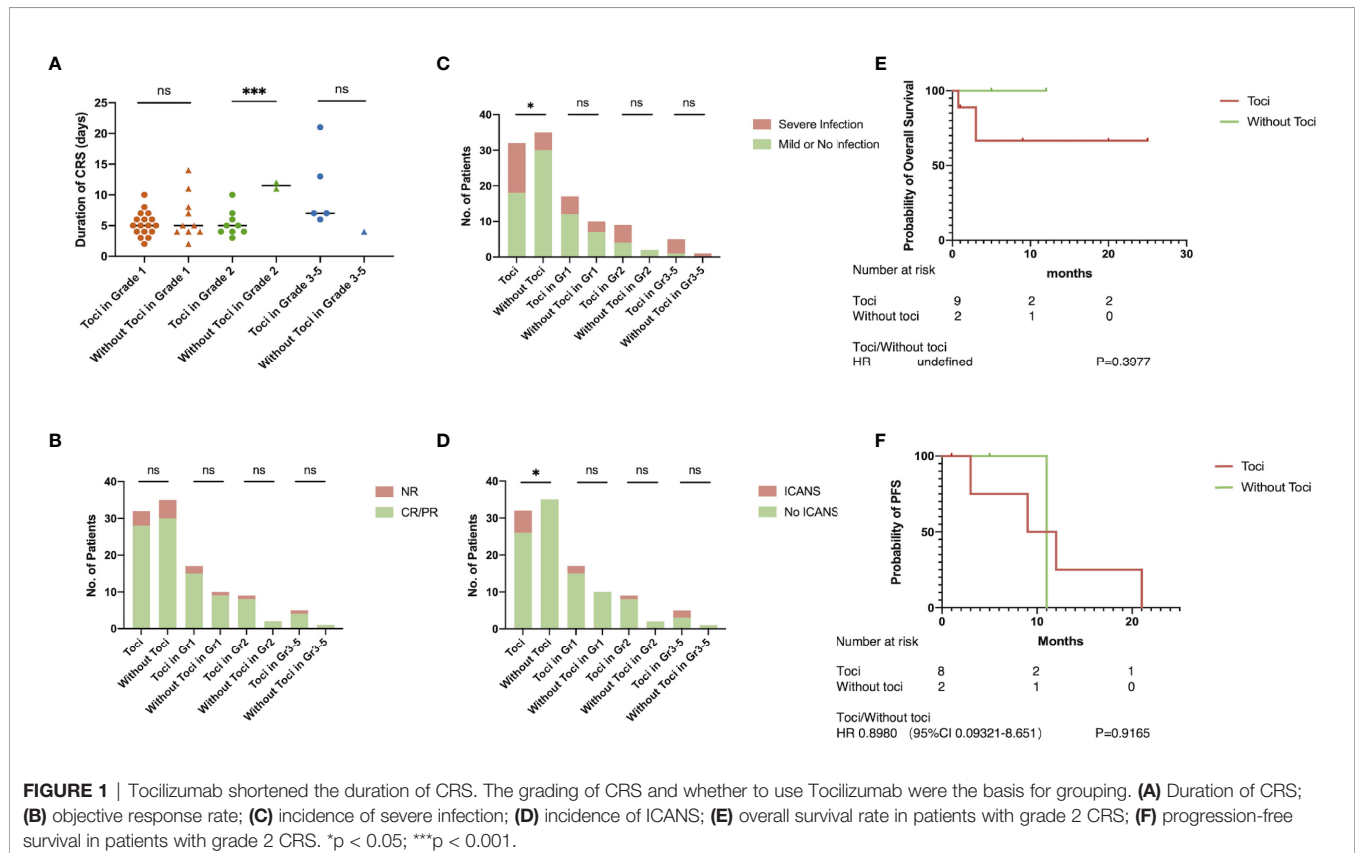 A
ns
***
ns
Duration of CRS (days)
25
20
15
10
5
0
Toci in Grade 1
Without Toci in Grade 1
Toci in Grade 2
Without Toci in Grade 2
Toci in Grade 3-5
Without Toci in Grade 3-5
C
*
ns
ns
ns
No. of Patients
40
30
20
10
0
Severe Infection
Mild or No Infection
Toci
Without Toci
Toci in Gr1
Without Toci in Gr1
Toci in Gr2
Without Toci in Gr2
Toci in Gr3-5
Without Toci in Gr3-5
E
Probability of Overall Survival
100
50
0
0
10
20
30
months
Toci
Without Toci
Number at risk
Toci 9 2 2
Without toci 2 1 0
Toci/Without toci
HR undefined P=0.3977
B
ns
ns
ns
ns
No. of Patients
40
30
20
10
0
NR
CR/PR
Toci
Without Toci
Toci in Gr1
Without Toci in Gr1
Toci in Gr2
Without Toci in Gr2
Toci in Gr3-5
Without Toci in Gr3-5
D
*
ns
ns
ns
No. of Patients
40
30
20
10
0
ICANS
No ICANS
Toci
Without Toci
Toci in Gr1
Without Toci in Gr1
Toci in Gr2
Without Toci in Gr2
Toci in Gr3-5
Without Toci in Gr3-5
F
Probability of PFS
100
50
0
0
10
20
Months
Toci
Without Toci
Number at risk
Toci 8 2 1
Without toci 2 1 0
Toci/Without toci
HR 0.8980 (95%CI 0.09321-8.651) P=0.9165
FIGURE 1 | Tocilizumab shortened the duration of CRS. The grading of CRS and whether to use Tocilizumab were the basis for grouping. (A) Duration of CRS;
(B) objective response rate; (C) incidence of severe infection; (D) incidence of ICANS; (E) overall survival rate in patients with grade 2 CRS; (F) progression-free
survival in patients with grade 2 CRS. *p < 0.05; ***p < 0.001.